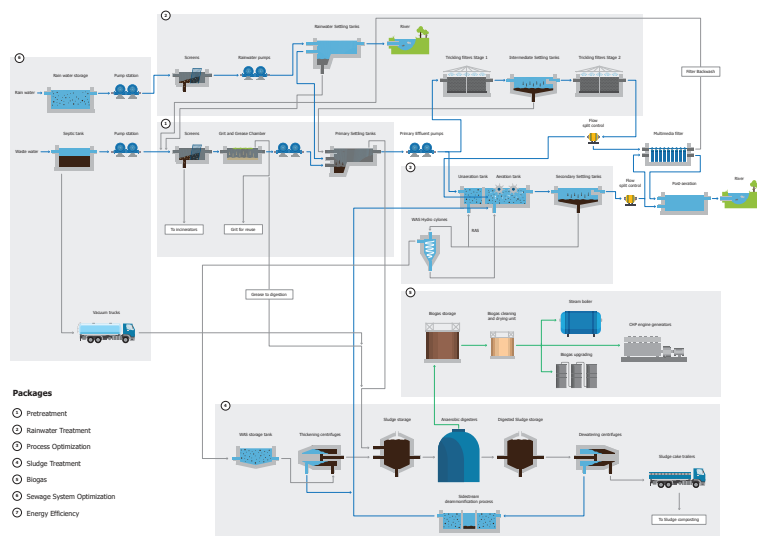 2
Rainwater Settling tanks
River
Screens
Rainwater pumps
Trickling filters Stage 1
Intermediate Settling tanks
Trickling filters Stage 2
6
Rain water storage
Pump station
Rain water
Filter Backwash
1
Septic tank
Pump station
Waste water
Screens
Grit and Grease Chamber
Primary Settling tanks
Primary Effluent pumps
Flow
split control
Multimedia filter
3
Unaeration tank
Aeration tank
Secondary Settling tanks
Flow
split control
Post-aeration
River
To incinerators
Grit for reuse
WAS Hydro cylones
RAS
Grease to digestion
5
Vacuum trucks
Biogas storage
Biogas cleaning
and drying unit
Steam boiler
CHP engine generators
Biogas upgrading
Packages
1 Pretreatment
2 Rainwater Treatment
3 Process Optimization
4 Sludge Treatment
5 Biogas
6 Sewage System Optimization
7 Energy Efficiency
4
WAS storage tank
Thickening centrifuges
Sludge storage
Anaerobic digesters
Digested Sludge storage
Dewatering centrifuges
Sludge cake trailers
Sidestream
deammonification process
To Sludge composting